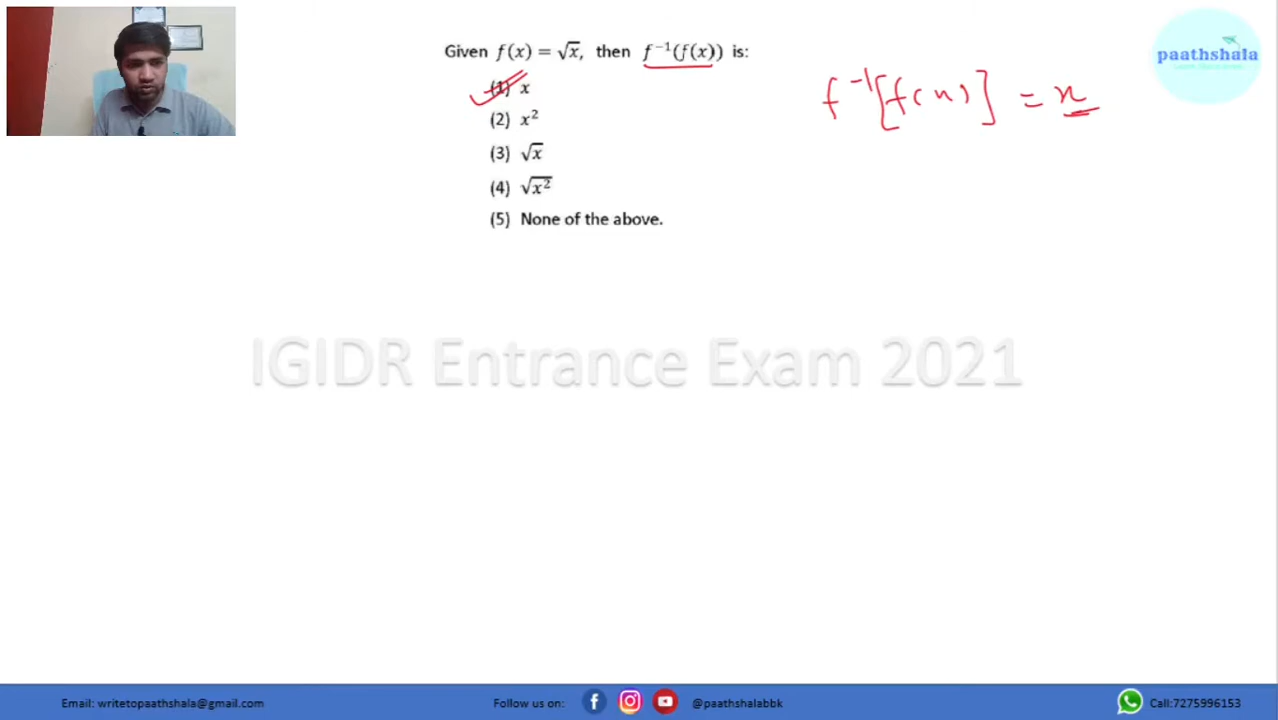 Given f(x) = √x, then f⁻¹(f(x)) is:
(1) x
(2) x²
(3) √x
(4) √x²
(5) None of the above.
f⁻¹[f(x)] = x
paathshala
IGIDR Entrance Exam 2021
Email: writetopaathshala@gmail.com
Follow us on:
@paathshalabbk
Call:7275996153